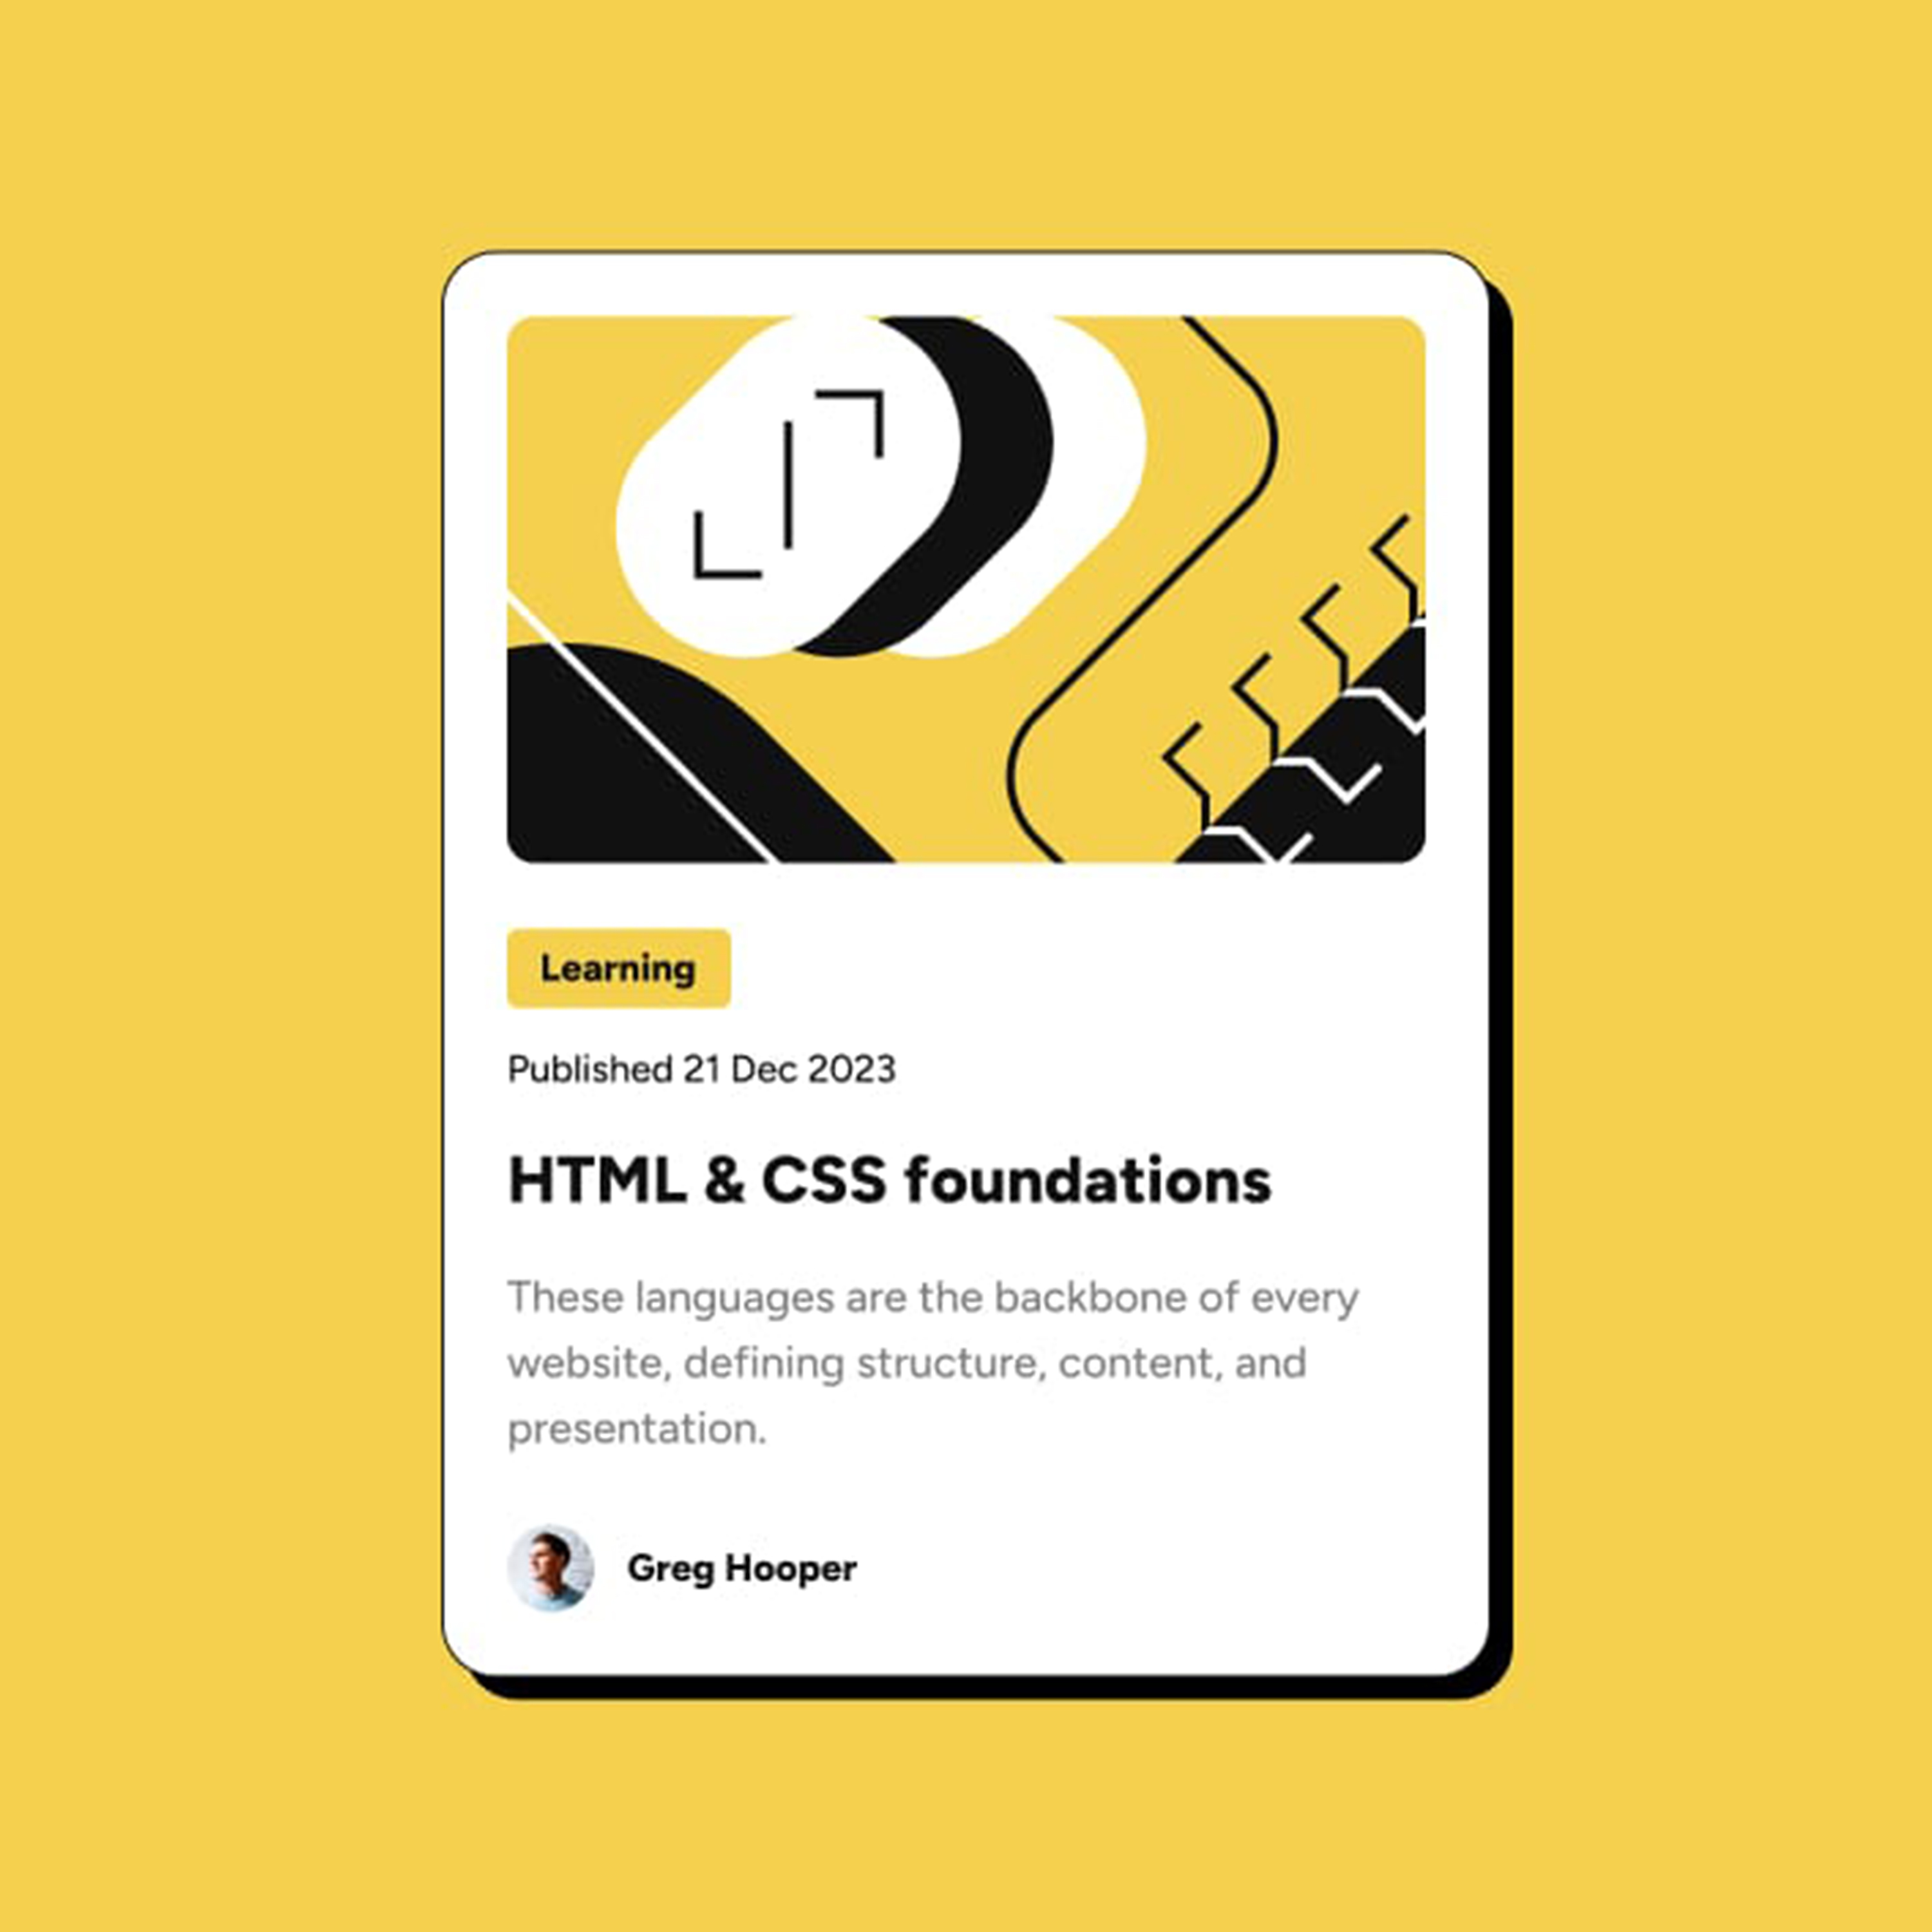 Learning
Published 21 Dec 2023
HTML & CSS foundations
These languages are the backbone of every
website, defining structure, content, and
presentation.
Greg Hooper